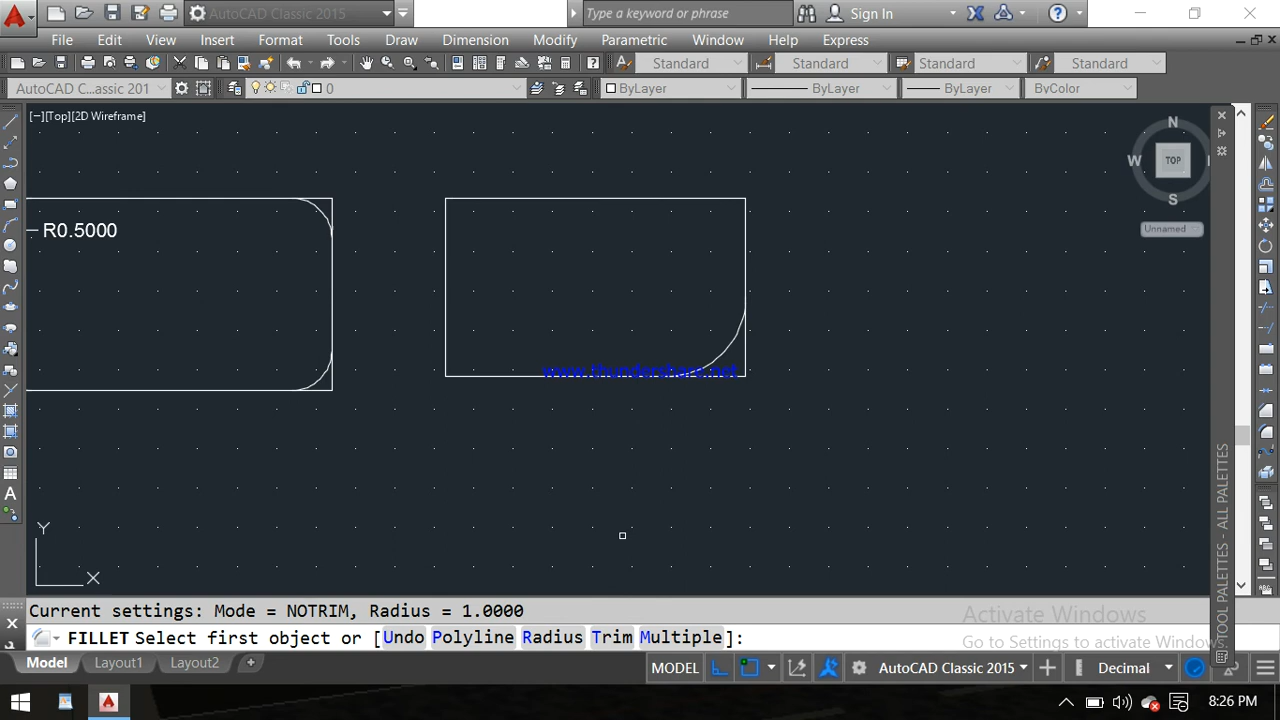 AutoCAD Classic 2015
Type a keyword or phrase
Sign In
File Edit View Insert Format Tools Draw Dimension Modify Parametric Window Help Express
Standard Standard Standard Standard
AutoCAD C...assic 201 0 ByLayer ByLayer ByLayer ByColor
[−][Top][2D Wireframe]
N
W TOP
S
Unnamed
R0.5000
www.thundershare.net
Y
X
TOOL PALETTES - ALL PALETTES
Current settings: Mode = NOTRIM, Radius = 1.0000
Activate Windows
FILLET Select first object or [Undo Polyline Radius Trim Multiple]:
Go to Settings to activate Windows.
Model Layout1 Layout2 +
MODEL AutoCAD Classic 2015 Decimal
8:26 PM